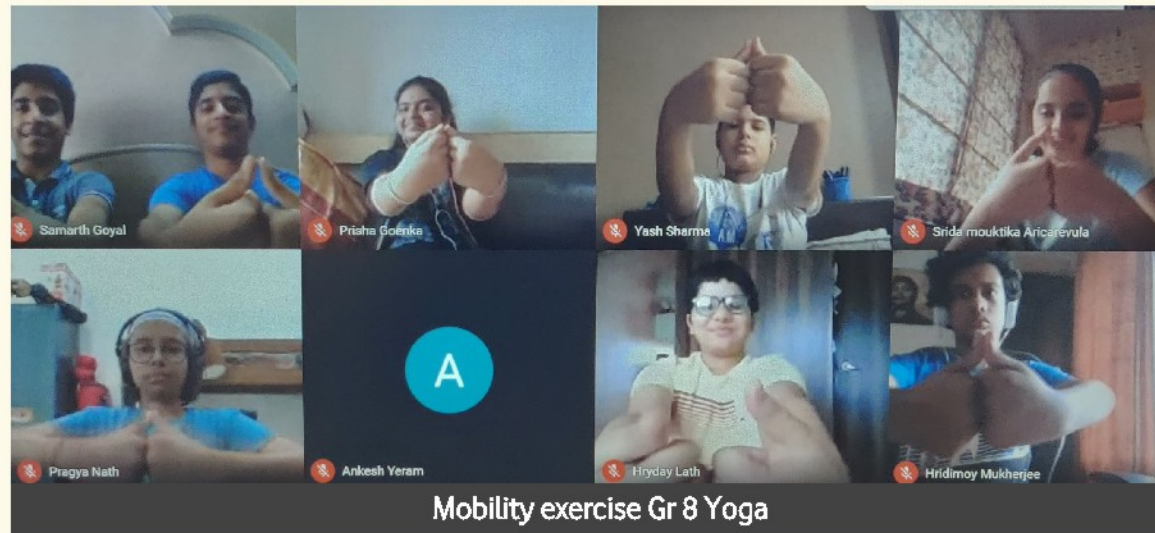 Samarth Goyal
Prisha Goenka
Yash Sharma
Srida mouktika Aricarevula
A
Pragya Nath
Ankesh Yeram
Hryday Lath
Hridimoy Mukherjee
Mobility exercise Gr 8 Yoga